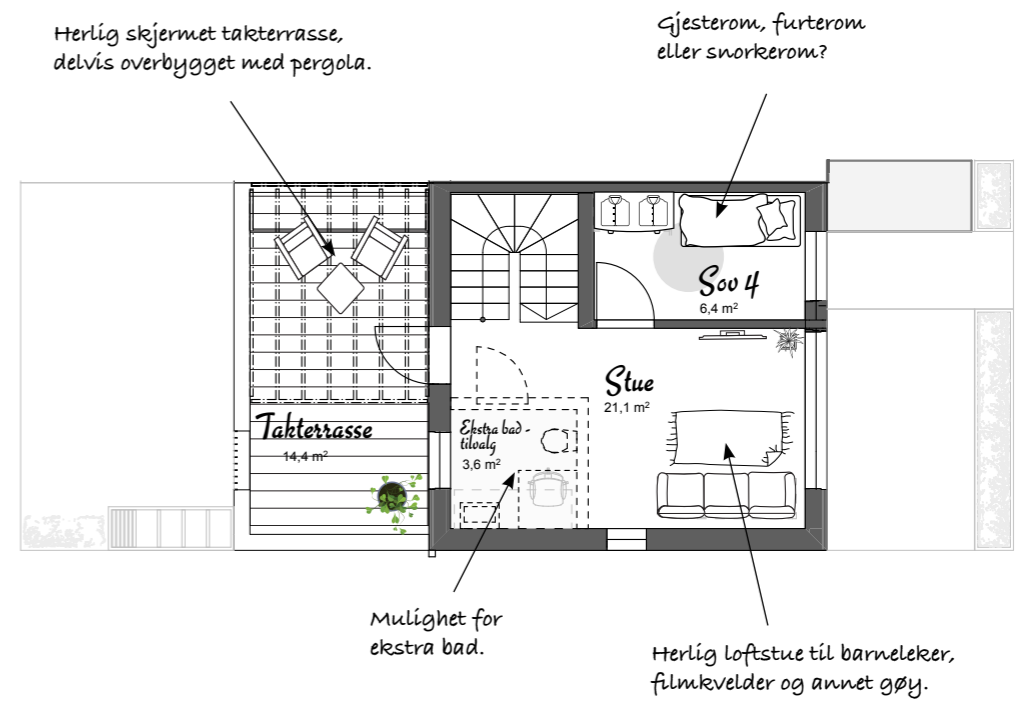 Herlig skjermet takterrasse,
delvis overbygget med pergola.
Gjesterom, furterom
eller snorkerom?
Sov 4
6,4 m²
Stue
21,1 m²
Takterrasse
14,4 m²
Ekstra bad -
tilvalg
3,6 m²
Mulighet for
ekstra bad.
Herlig loftstue til barneleker,
filmkvelder og annet gøy.